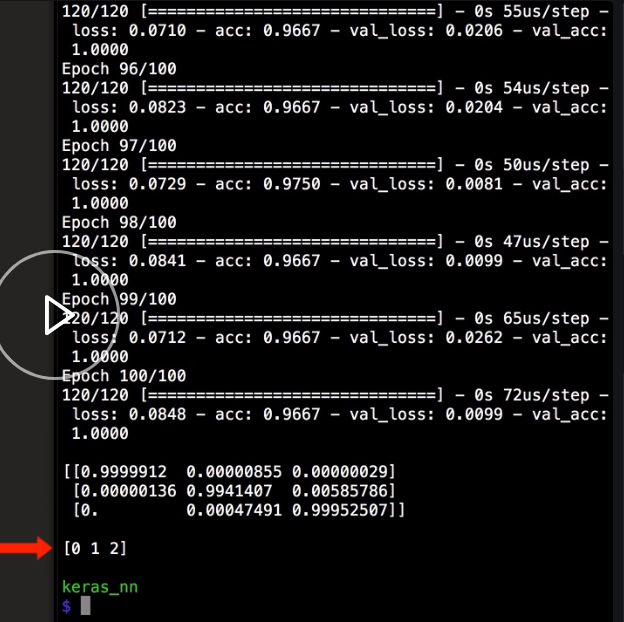 120/120 [==============================] - 0s 55us/step -
loss: 0.0710 - acc: 0.9667 - val_loss: 0.0206 - val_acc:
1.0000
Epoch 96/100
120/120 [==============================] - 0s 54us/step -
loss: 0.0823 - acc: 0.9667 - val_loss: 0.0204 - val_acc:
1.0000
Epoch 97/100
120/120 [==============================] - 0s 50us/step -
loss: 0.0729 - acc: 0.9750 - val_loss: 0.0081 - val_acc:
1.0000
Epoch 98/100
120/120 [==============================] - 0s 47us/step -
loss: 0.0841 - acc: 0.9667 - val_loss: 0.0099 - val_acc:
1.0000
Epoch 99/100
120/120 [==============================] - 0s 65us/step -
loss: 0.0712 - acc: 0.9667 - val_loss: 0.0262 - val_acc:
1.0000
Epoch 100/100
120/120 [==============================] - 0s 72us/step -
loss: 0.0848 - acc: 0.9667 - val_loss: 0.0099 - val_acc:
1.0000
[[0.9999912  0.00000855 0.00000029]
[0.00000136 0.9941407  0.00585786]
[0.         0.00047491 0.99952507]]
[0 1 2]
keras_nn
$